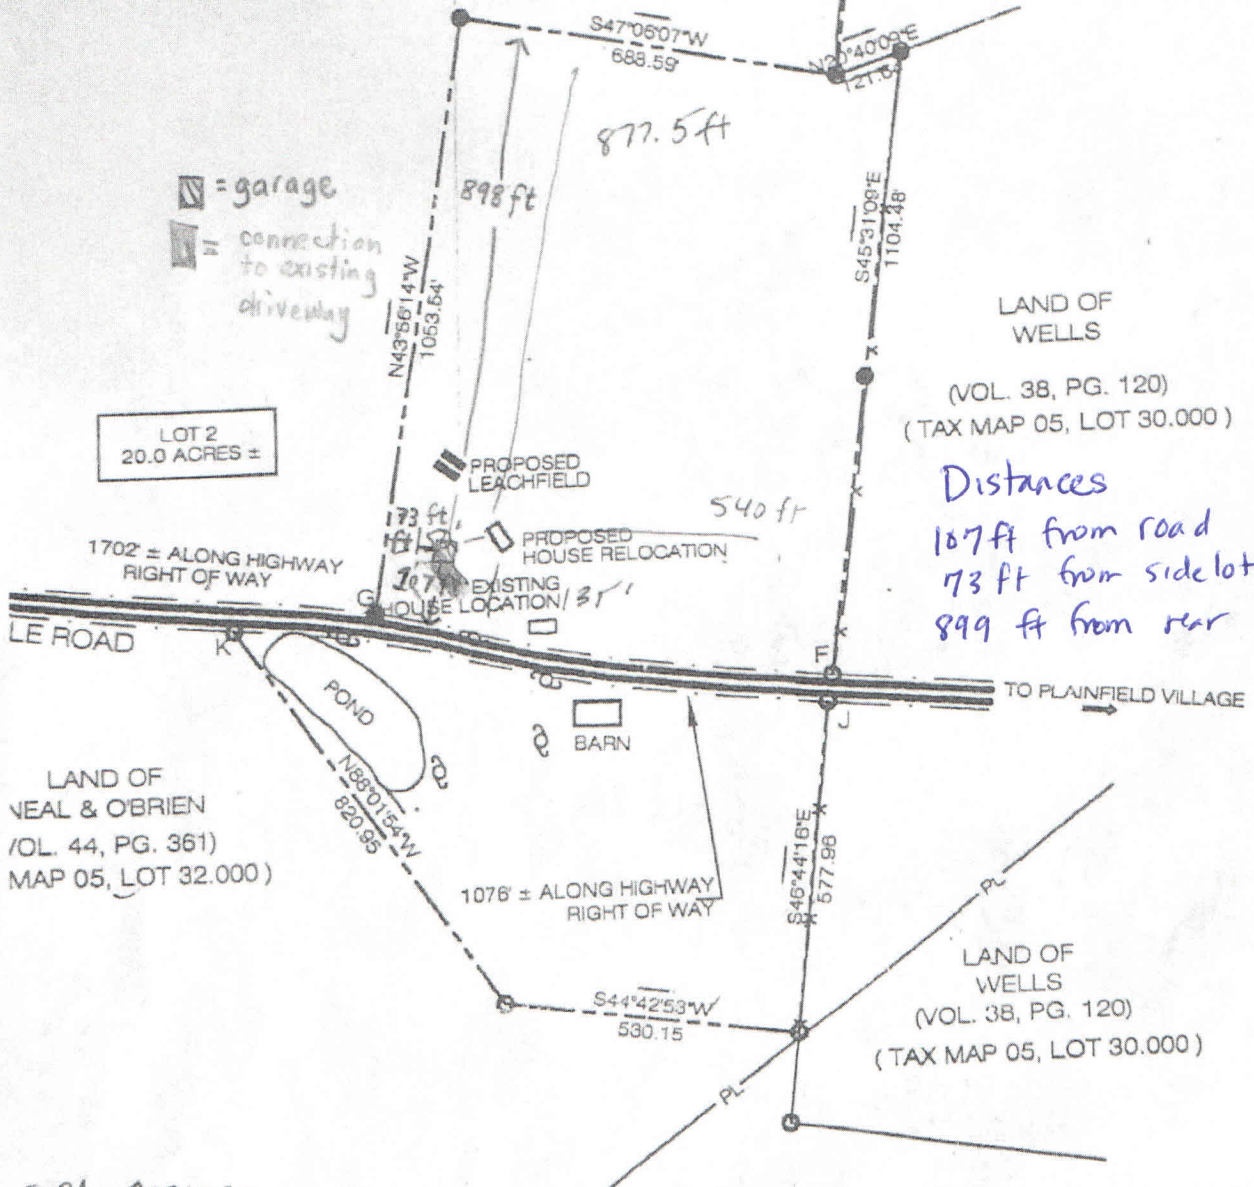 S47°06'07"W
688.59'
N20°40'09"E
121.64
877.5 ft
898 ft
= garage
= connection
to existing
driveway
N43°56'14"W
1053.54'
S45°31'09"E
1104.48'
LAND OF
WELLS
(VOL. 38, PG. 120)
(TAX MAP 05, LOT 30.000)
LOT 2
20.0 ACRES ±
Distances
107 ft from road
73 ft from side lot
899 ft from rear
PROPOSED
LEACHFIELD
73 ft
540 ft
PROPOSED
HOUSE RELOCATION
1702' ± ALONG HIGHWAY
RIGHT OF WAY
107
EXISTING
HOUSE LOCATION 135'
G
LE ROAD
K
F
TO PLAINFIELD VILLAGE
J
POND
BARN
LAND OF
NEAL & O'BRIEN
VOL. 44, PG. 361)
MAP 05, LOT 32.000)
N88°01'54"W
820.95
1076' ± ALONG HIGHWAY
RIGHT OF WAY
S46°44'16"E
577.96
PL
S44°42'53"W
530.15
LAND OF
WELLS
(VOL. 38, PG. 120)
(TAX MAP 05, LOT 30.000)
PL